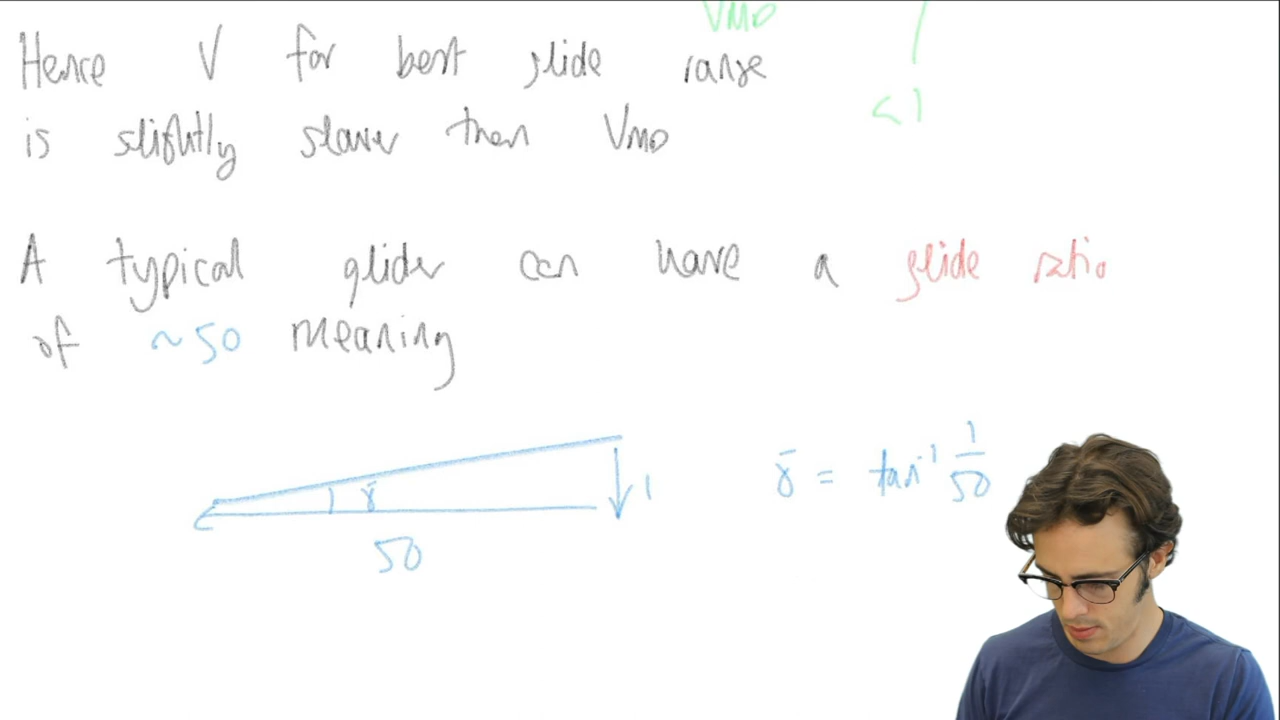 VMD
Hence V for best glide range
<1
is slightly slower then VMD
A typical glider can have a glide ratio
of ~50 meaning
γ̄ = tan⁻¹ 1/50
γ̄ 1
50